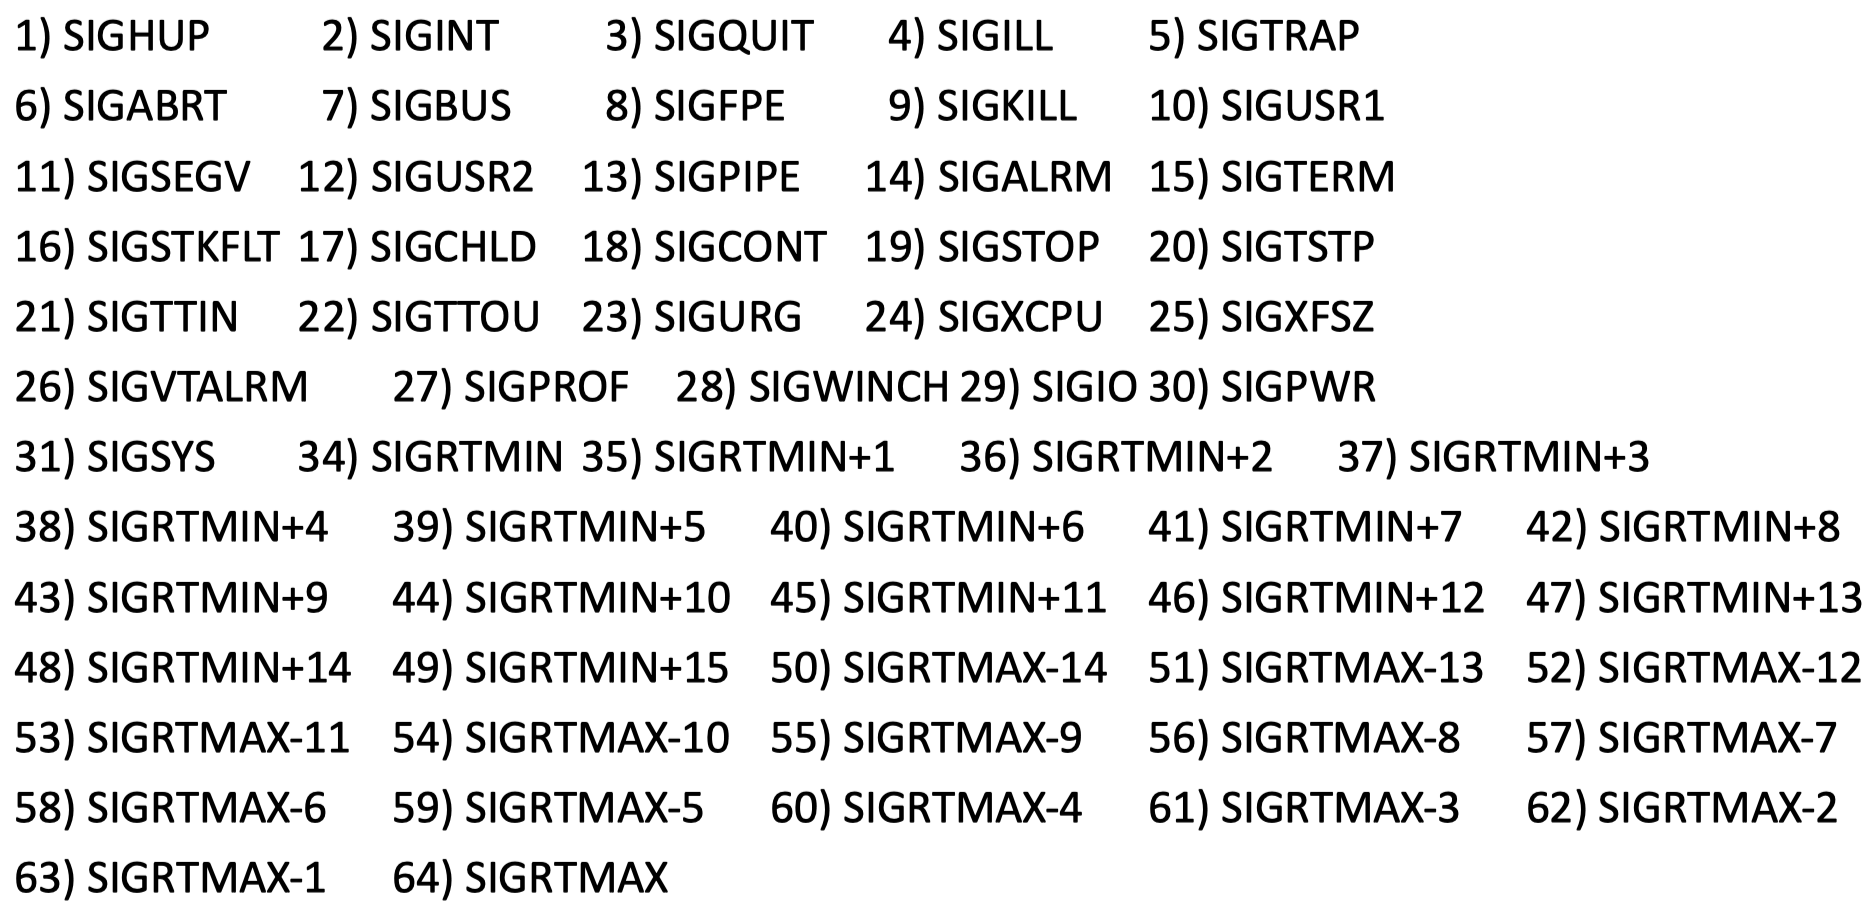 1) SIGHUP 2) SIGINT 3) SIGQUIT 4) SIGILL 5) SIGTRAP
6) SIGABRT 7) SIGBUS 8) SIGFPE 9) SIGKILL 10) SIGUSR1
11) SIGSEGV 12) SIGUSR2 13) SIGPIPE 14) SIGALRM 15) SIGTERM
16) SIGSTKFLT 17) SIGCHLD 18) SIGCONT 19) SIGSTOP 20) SIGTSTP
21) SIGTTIN 22) SIGTTOU 23) SIGURG 24) SIGXCPU 25) SIGXFSZ
26) SIGVTALRM 27) SIGPROF 28) SIGWINCH 29) SIGIO 30) SIGPWR
31) SIGSYS 34) SIGRTMIN 35) SIGRTMIN+1 36) SIGRTMIN+2 37) SIGRTMIN+3
38) SIGRTMIN+4 39) SIGRTMIN+5 40) SIGRTMIN+6 41) SIGRTMIN+7 42) SIGRTMIN+8
43) SIGRTMIN+9 44) SIGRTMIN+10 45) SIGRTMIN+11 46) SIGRTMIN+12 47) SIGRTMIN+13
48) SIGRTMIN+14 49) SIGRTMIN+15 50) SIGRTMAX-14 51) SIGRTMAX-13 52) SIGRTMAX-12
53) SIGRTMAX-11 54) SIGRTMAX-10 55) SIGRTMAX-9 56) SIGRTMAX-8 57) SIGRTMAX-7
58) SIGRTMAX-6 59) SIGRTMAX-5 60) SIGRTMAX-4 61) SIGRTMAX-3 62) SIGRTMAX-2
63) SIGRTMAX-1 64) SIGRTMAX